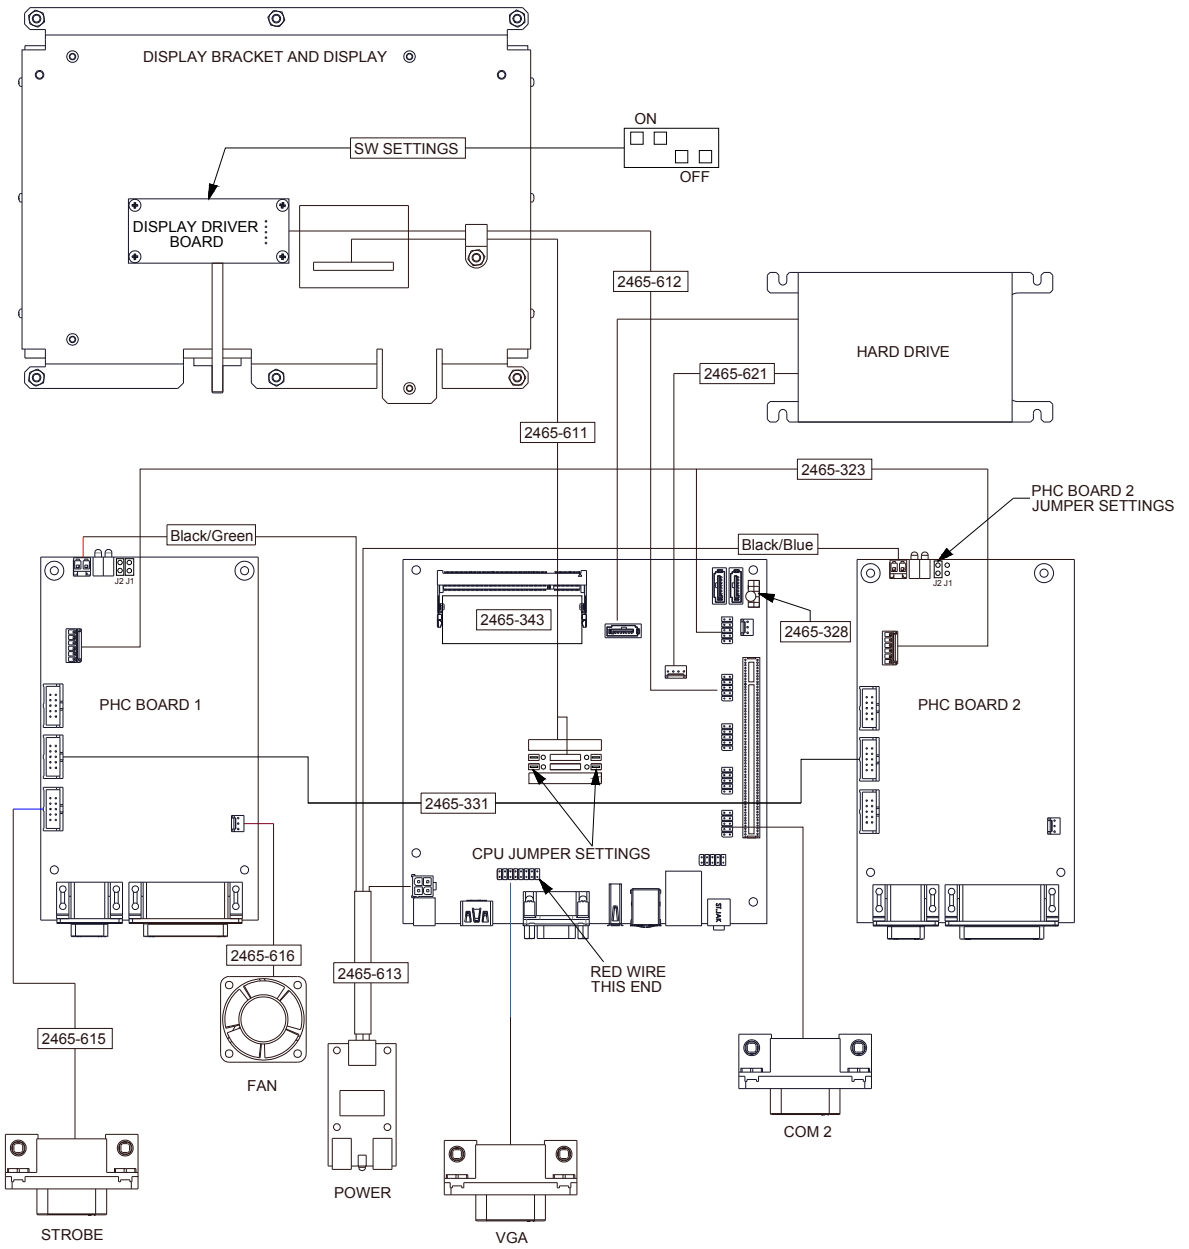 DISPLAY BRACKET AND DISPLAY
ON
SW SETTINGS
OFF
DISPLAY DRIVER
BOARD
2465-612
HARD DRIVE
2465-621
2465-611
2465-323
PHC BOARD 2
JUMPER SETTINGS
Black/Green
Black/Blue
J2 J1
J2 J1
2465-343
2465-328
PHC BOARD 1
PHC BOARD 2
2465-331
CPU JUMPER SETTINGS
ST.JAK
2465-616
2465-613
RED WIRE
THIS END
2465-615
FAN
COM 2
POWER
STROBE
VGA